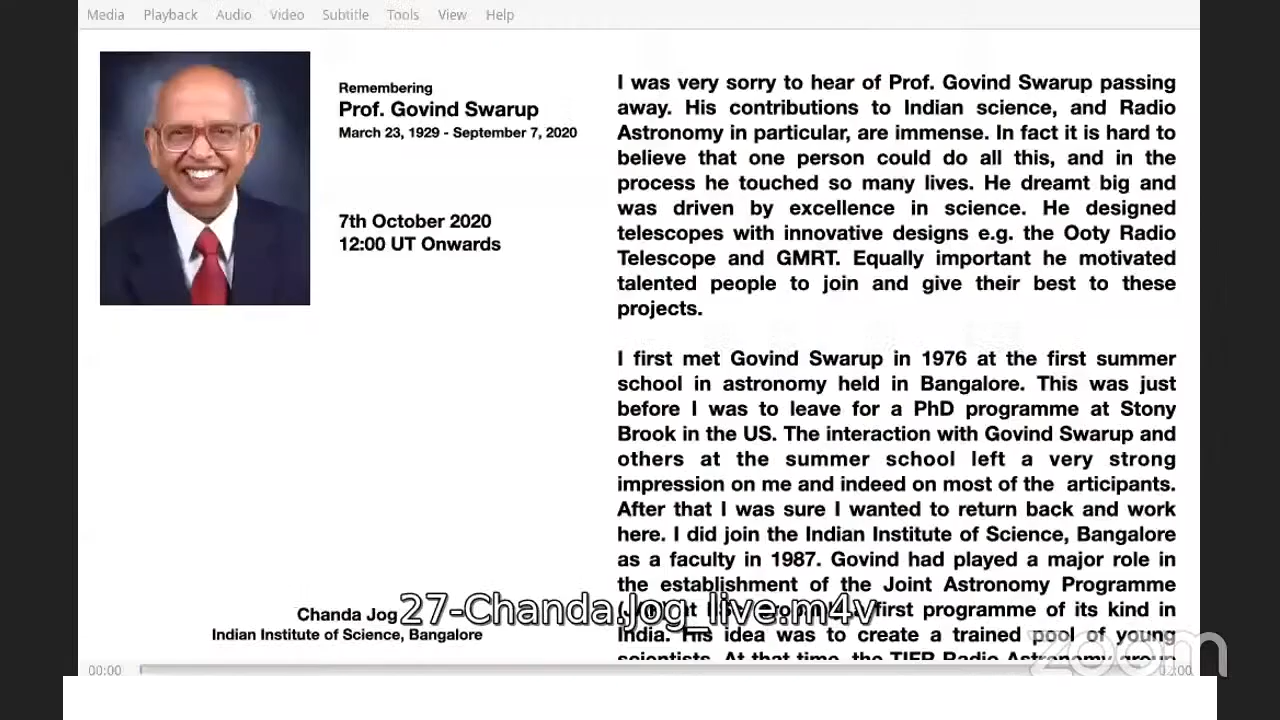 Media Playback Audio Video Subtitle Tools View Help
Remembering
Prof. Govind Swarup
March 23, 1929 - September 7, 2020
7th October 2020
12:00 UT Onwards
I was very sorry to hear of Prof. Govind Swarup passing
away. His contributions to Indian science, and Radio
Astronomy in particular, are immense. In fact it is hard to
believe that one person could do all this, and in the
process he touched so many lives. He dreamt big and
was driven by excellence in science. He designed
telescopes with innovative designs e.g. the Ooty Radio
Telescope and GMRT. Equally important he motivated
talented people to join and give their best to these
projects.
I first met Govind Swarup in 1976 at the first summer
school in astronomy held in Bangalore. This was just
before I was to leave for a PhD programme at Stony
Brook in the US. The interaction with Govind Swarup and
others at the summer school left a very strong
impression on me and indeed on most of the articipants.
After that I was sure I wanted to return back and work
here. I did join the Indian Institute of Science, Bangalore
as a faculty in 1987. Govind had played a major role in
the establishment of the Joint Astronomy Programme
first programme of its kind in
India. His idea was to create a trained pool of young
scientists. At that time, the TIFR Radio Astronomy group
Chanda Jog
Indian Institute of Science, Bangalore
27-Chanda.Jog_live.m4v
zoom
00:00